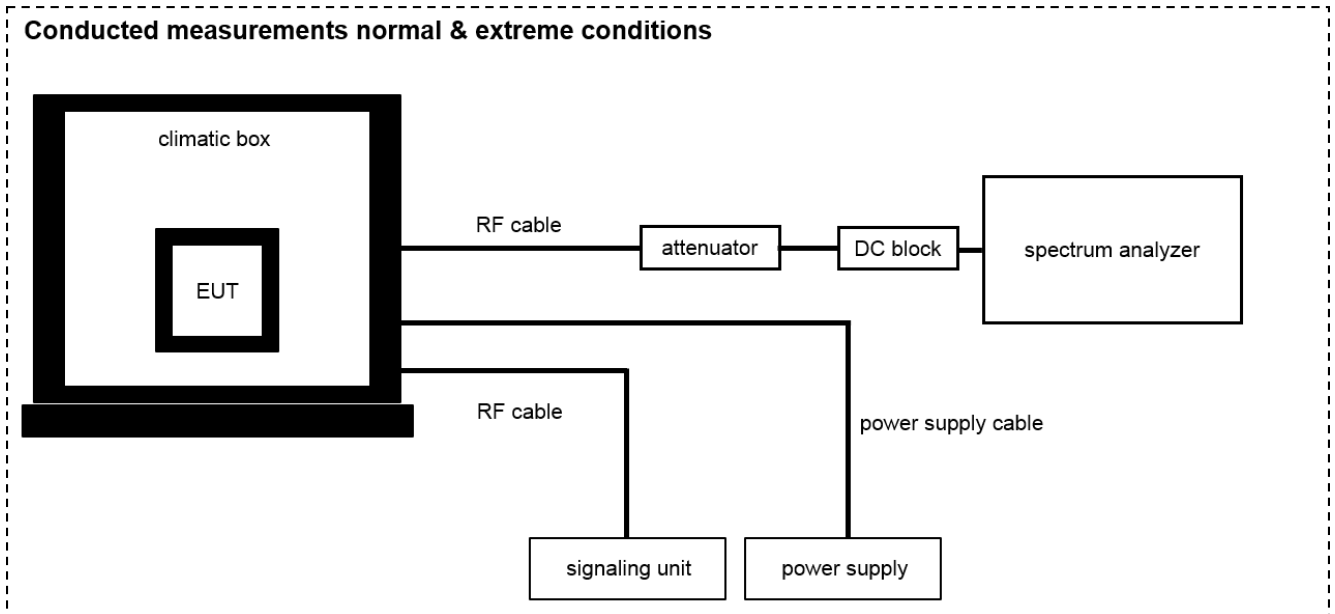 Conducted measurements normal & extreme conditions
climatic box
EUT
RF cable
attenuator
DC block
spectrum analyzer
RF cable
power supply cable
signaling unit
power supply